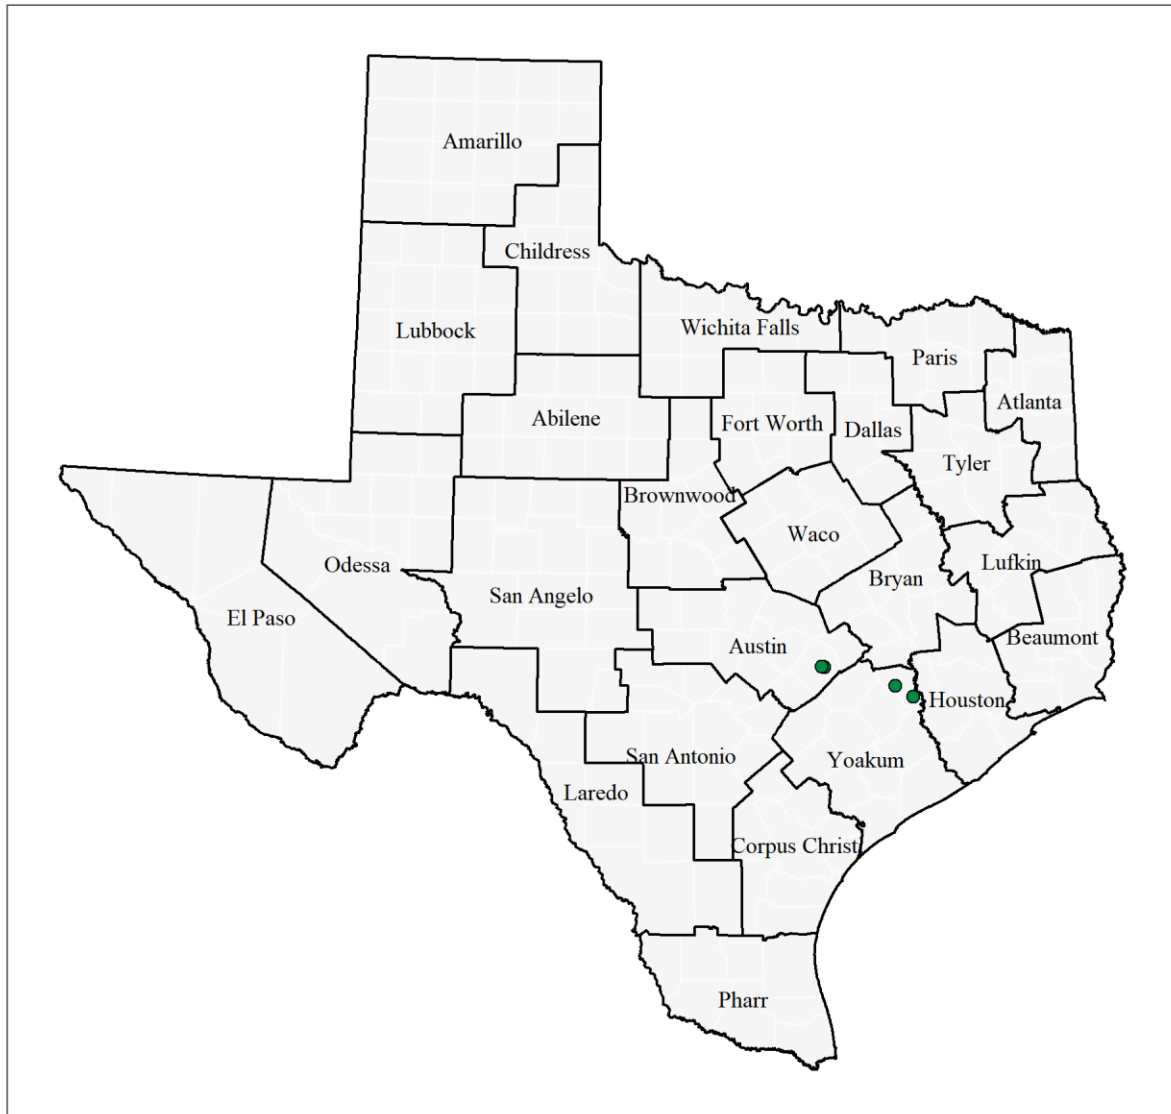 Amarillo
Childress
Lubbock
Wichita Falls
Paris
Atlanta
Abilene
Fort Worth
Dallas
Tyler
Brownwood
Waco
Odessa
Lufkin
Bryan
San Angelo
El Paso
Beaumont
Austin
Houston
San Antonio
Yoakum
Laredo
Corpus Christ
Pharr